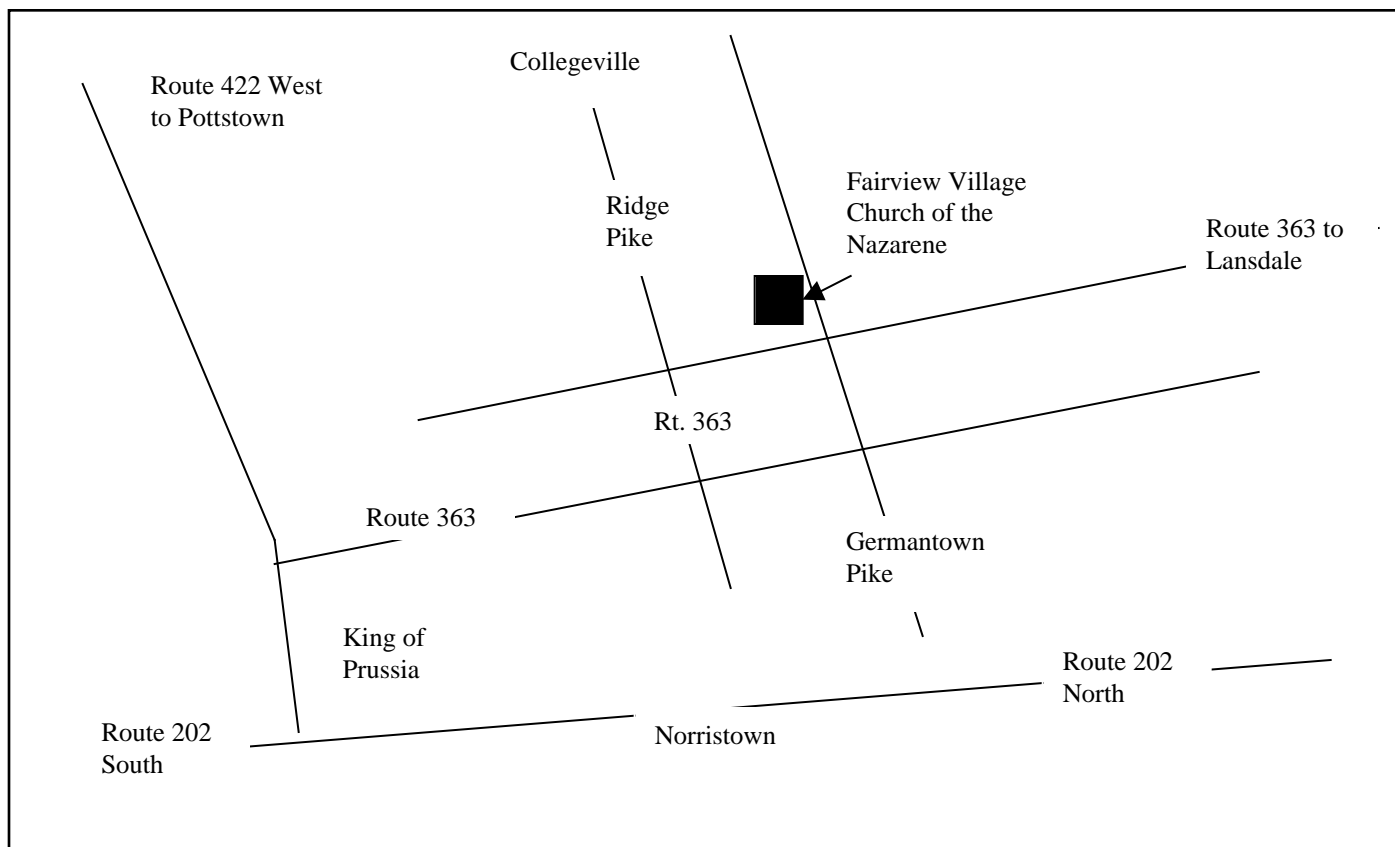 Collegeville
Route 422 West
to Pottstown
Fairview Village
Church of the
Nazarene
Ridge
Pike
Route 363 to
Lansdale
Rt. 363
Route 363
Germantown
Pike
King of
Prussia
Route 202
North
Route 202
South
Norristown